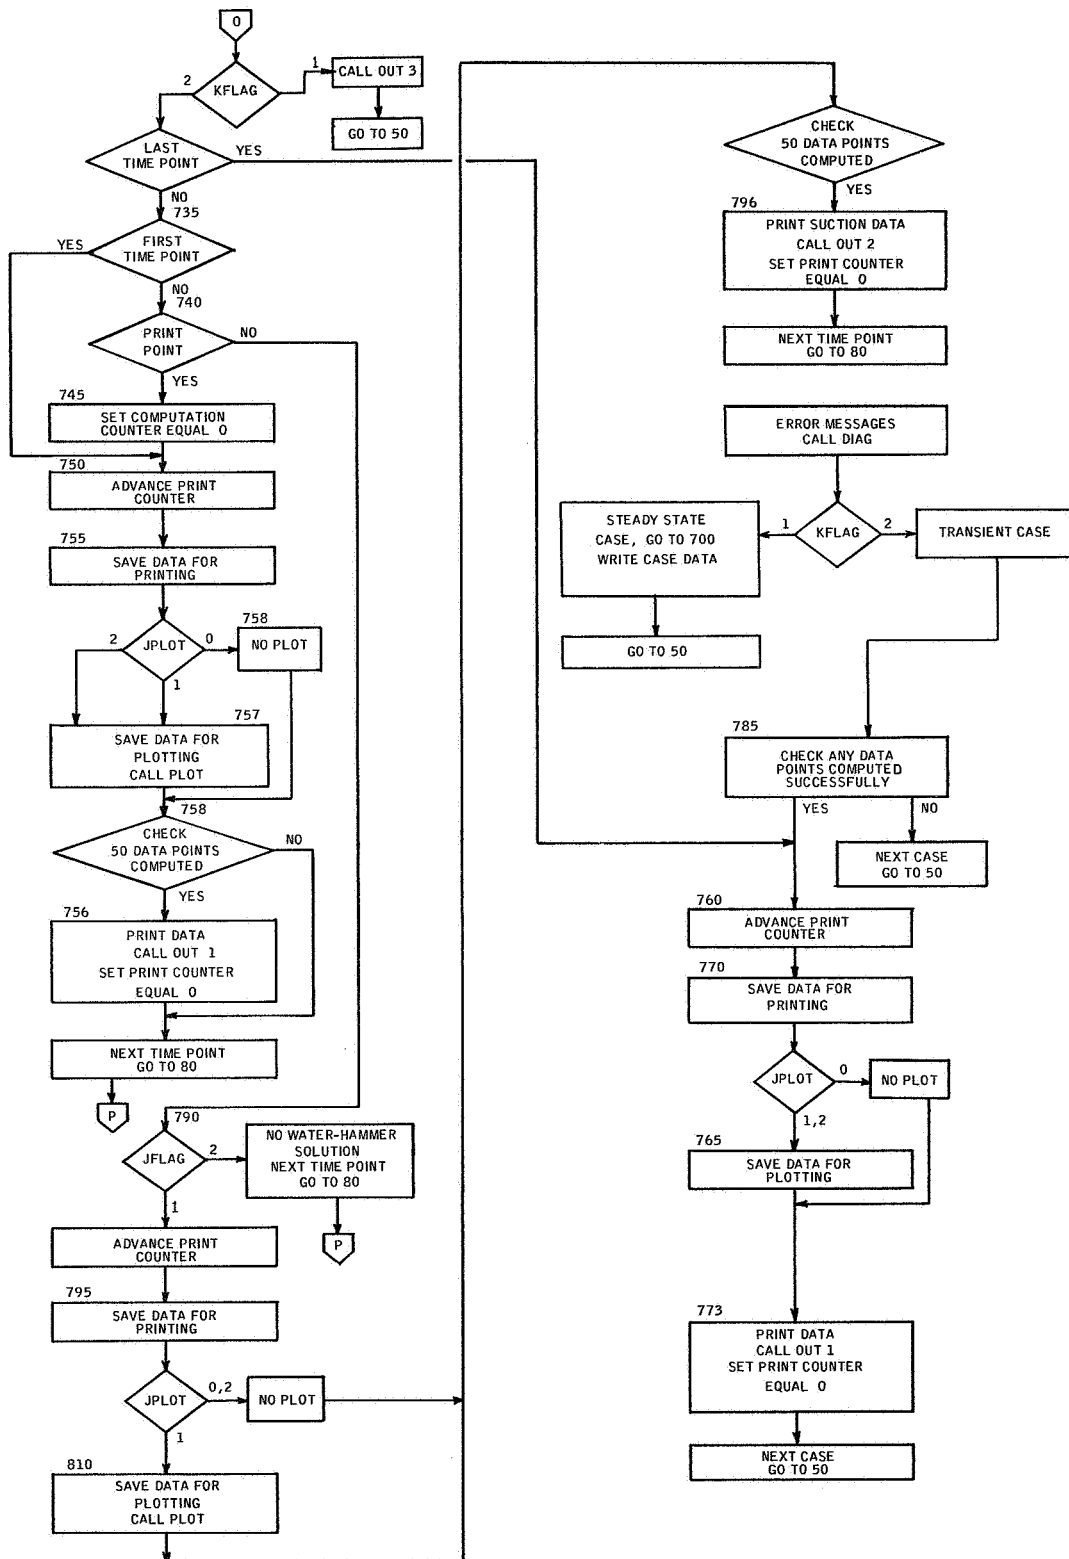 O
KFLAG
1
CALL OUT 3
GO TO 50
2
LAST
TIME POINT
YES
NO
735
FIRST
TIME POINT
YES
NO
740
PRINT
POINT
NO
YES
745
SET COMPUTATION
COUNTER EQUAL 0
750
ADVANCE PRINT
COUNTER
755
SAVE DATA FOR
PRINTING
JPLOT
2
0
758
NO PLOT
1
757
SAVE DATA FOR
PLOTTING
CALL PLOT
758
CHECK
50 DATA POINTS
COMPUTED
NO
YES
756
PRINT DATA
CALL OUT 1
SET PRINT COUNTER
EQUAL 0
NEXT TIME POINT
GO TO 80
P
790
JFLAG
2
NO WATER-HAMMER
SOLUTION
NEXT TIME POINT
GO TO 80
P
1
ADVANCE PRINT
COUNTER
795
SAVE DATA FOR
PRINTING
JPLOT
0,2
NO PLOT
1
810
SAVE DATA FOR
PLOTTING
CALL PLOT
CHECK
50 DATA POINTS
COMPUTED
YES
796
PRINT SUCTION DATA
CALL OUT 2
SET PRINT COUNTER
EQUAL 0
NEXT TIME POINT
GO TO 80
ERROR MESSAGES
CALL DIAG
KFLAG
1
2
STEADY STATE
CASE, GO TO 700
WRITE CASE DATA
GO TO 50
TRANSIENT CASE
785
CHECK ANY DATA
POINTS COMPUTED
SUCCESSFULLY
YES
NO
NEXT CASE
GO TO 50
760
ADVANCE PRINT
COUNTER
770
SAVE DATA FOR
PRINTING
JPLOT
0
NO PLOT
1,2
765
SAVE DATA FOR
PLOTTING
773
PRINT DATA
CALL OUT 1
SET PRINT COUNTER
EQUAL 0
NEXT CASE
GO TO 50